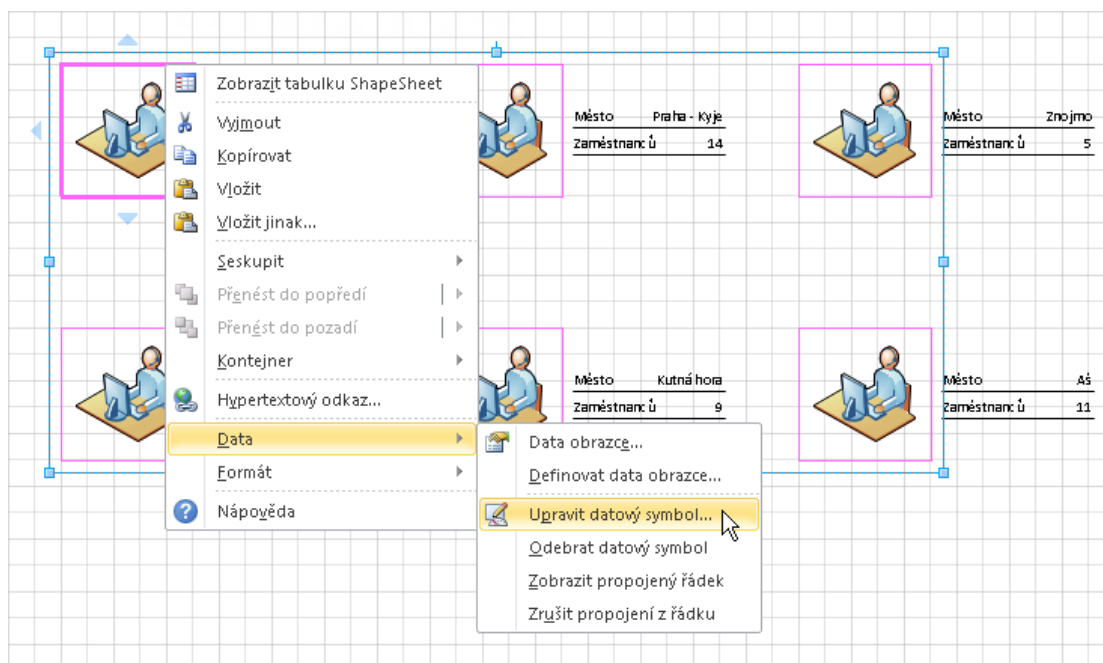 Zobrazit tabulku ShapeSheet
Vyjmout
Kopírovat
Vložit
Vložit jinak...
Seskupit
Přenést do popředí
Přenést do pozadí
Kontejner
Hypertextový odkaz...
Data
Formát
Nápověda
Město Praha - Kyje
Zaměstnanců 14
Město Znojmo
Zaměstnanců 5
Město Kutná hora
Zaměstnanců 9
Město Aš
Zaměstnanců 11
Data obrazce...
Definovat data obrazce...
Upravit datový symbol...
Odebrat datový symbol
Zobrazit propojený řádek
Zrušit propojení z řádku